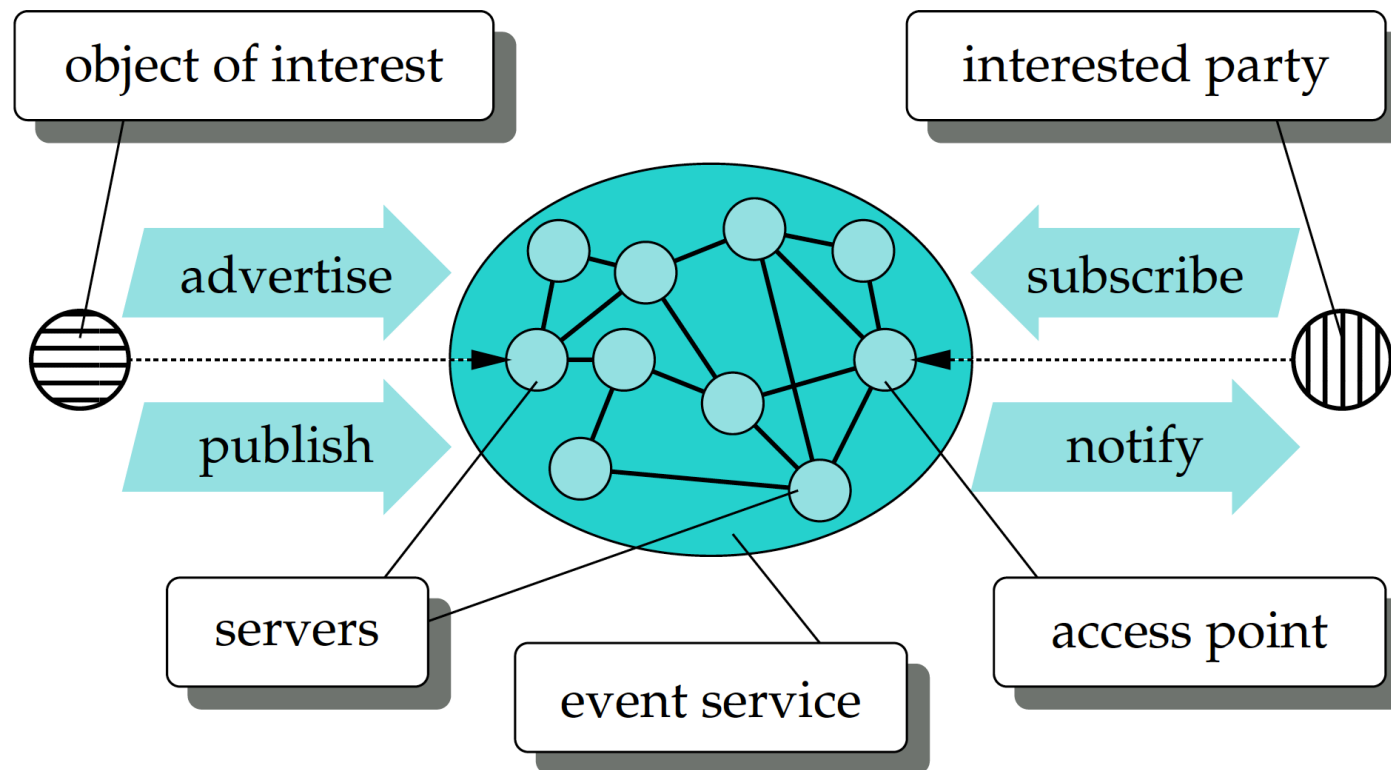 object of interest
interested party
advertise
subscribe
publish
notify
servers
access point
event service